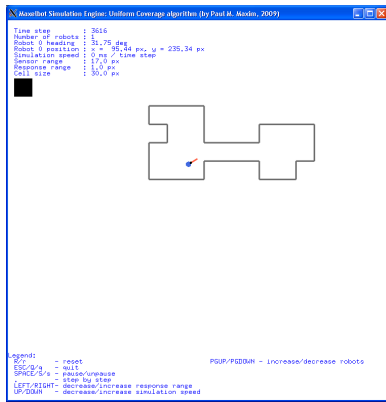 Maxelbot Simulation Engine: Uniform Coverage algorithm (by Paul M. Maxim, 2009)
Time step : 3616
Number of robots : 1
Robot 0 heading : 31.75 deg
Robot 0 position : x = 95.44 px, y = 235.34 px
Simulation speed : 0 ms / time step
Sensor range : 17.0 px
Response range : 1.0 px
Cell size : 30.0 px
Legend:
R/r - reset
ESC/Q/q - quit
SPACE/S/s - pause/unpause
. - step by step
LEFT/RIGHT- decrease/increase response range
UP/DOWN - decrease/increase simulation speed
PGUP/PGDOWN - increase/decrease robots